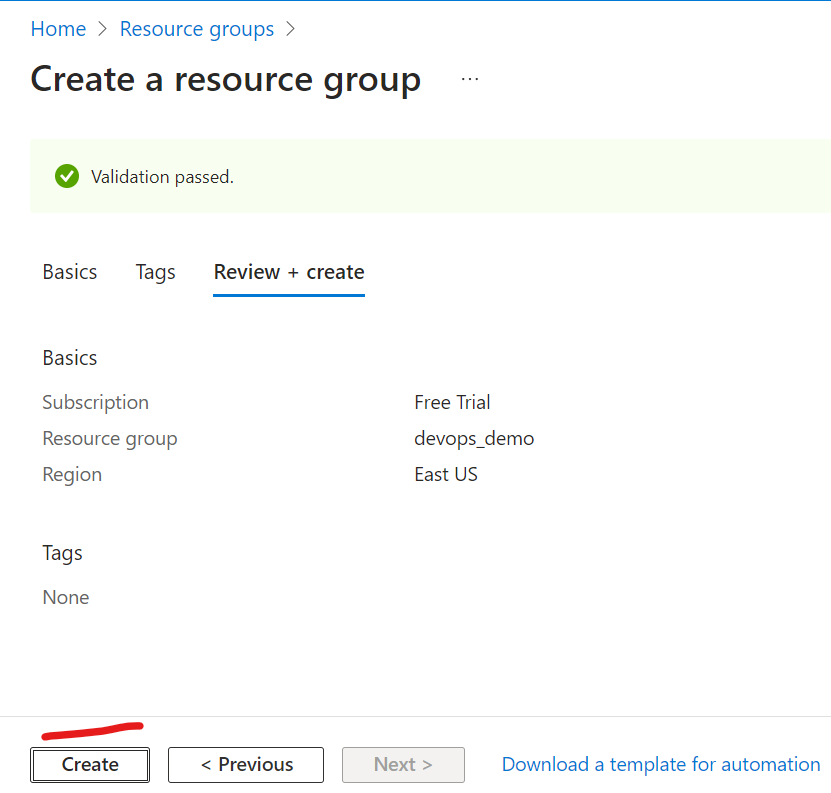 Home > Resource groups >
Create a resource group ...
Validation passed.
Basics Tags Review + create
Basics
Subscription Free Trial
Resource group devops_demo
Region East US
Tags
None
Create < Previous Next > Download a template for automation